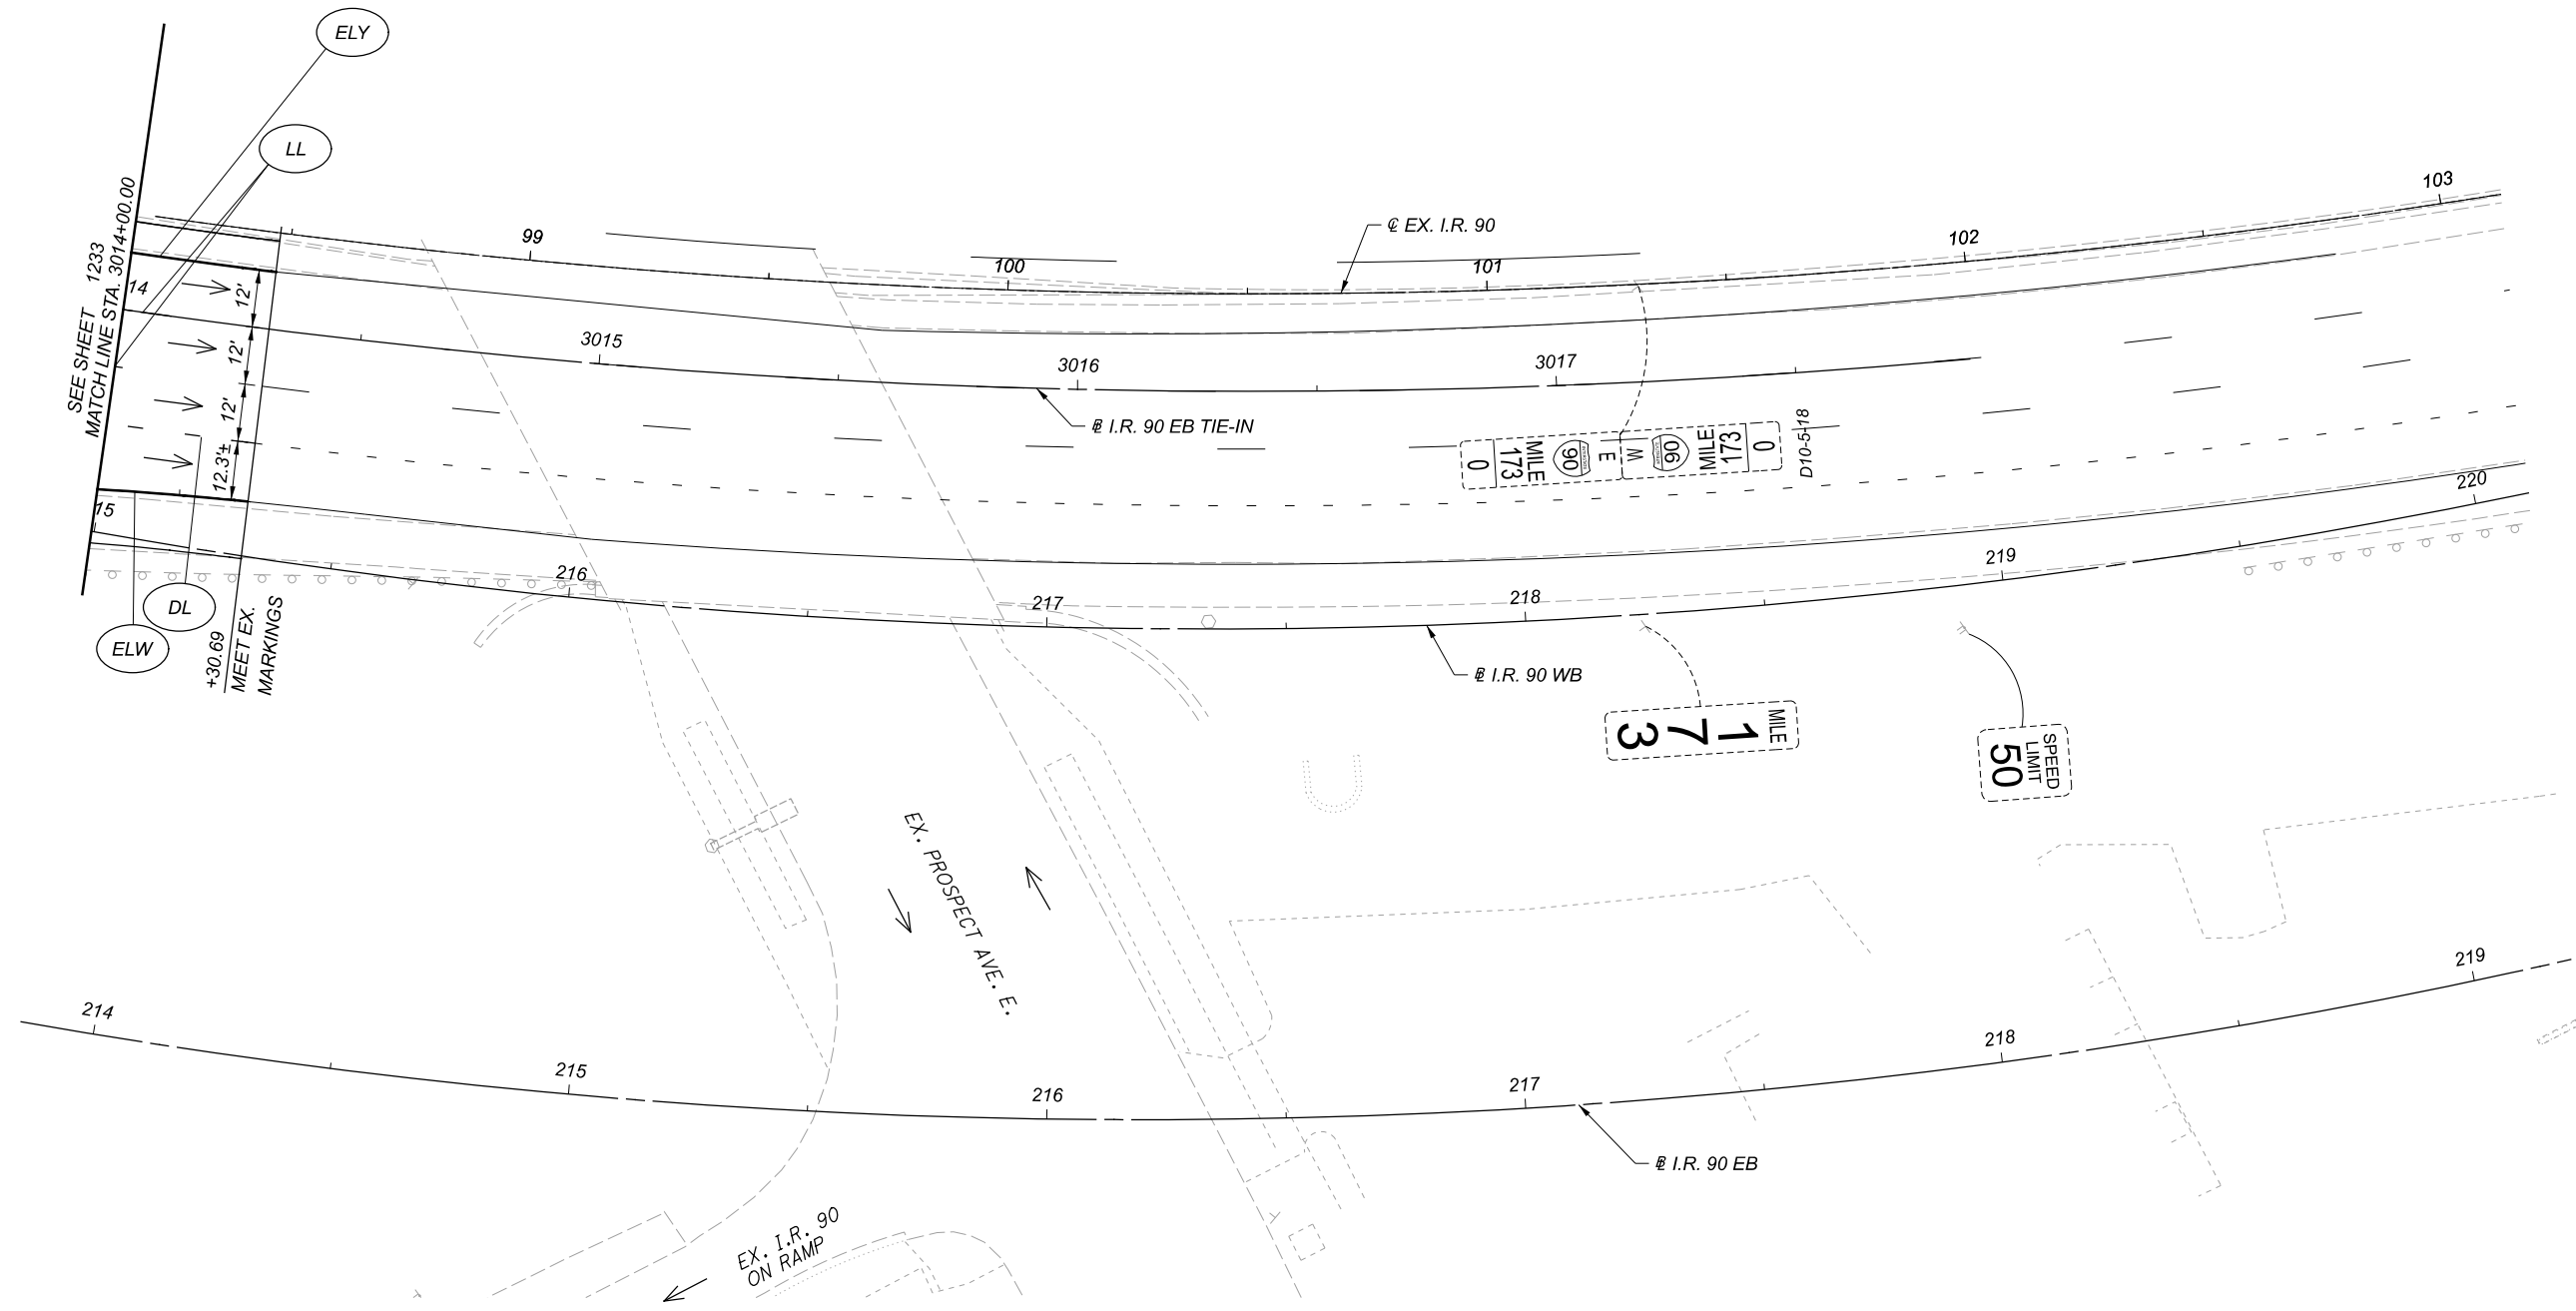 ELY
LL
SEE SHEET 1233
MATCH LINE STA. 3014+00.00
14
15
12'
12'
12'
12.3'±
DL
ELW
+30.69
MEET EX.
MARKINGS
99
100
101
102
103
℄ EX. I.R. 90
3015
3016
3017
⅊ I.R. 90 EB TIE-IN
0
173
MILE
90
E
W
90
MILE
173
0
D10-5-18
216
217
218
219
220
⅊ I.R. 90 WB
MILE
1
7
3
SPEED
LIMIT
50
EX. PROSPECT AVE. E.
214
215
216
217
218
219
⅊ I.R. 90 EB
EX. I.R. 90
ON RAMP